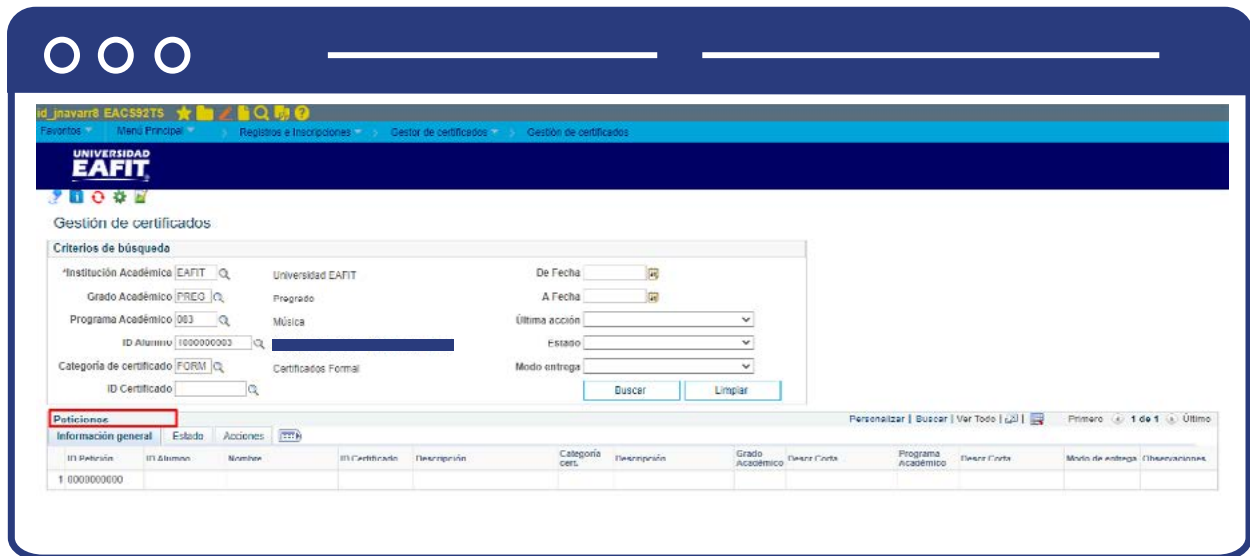 id_jnavarr8 EACS92TS
Favoritos Menú Principal Registros e Inscripciones Gestor de certificados Gestión de certificados
UNIVERSIDAD
EAFIT
Gestión de certificados
Criterios de búsqueda
*Institución Académica EAFIT Universidad EAFIT De Fecha
Grado Académico PREG Pregrado A Fecha
Programa Académico 083 Música Última acción
ID Alumno 1000000003 Estado
Categoría de certificado FORM Certificados Formal Modo entrega
ID Certificado Buscar Limpiar
Peticiones Personalizar | Buscar | Ver Todo | | Primero 1 de 1 Último
Información general Estado Acciones
ID Petición ID Alumno Nombre ID Certificado Descripción Categoría cert. Descripción Grado Académico Descr Corta Programa Académico Descr Corta Modo de entrega Observaciones
1 0000000000